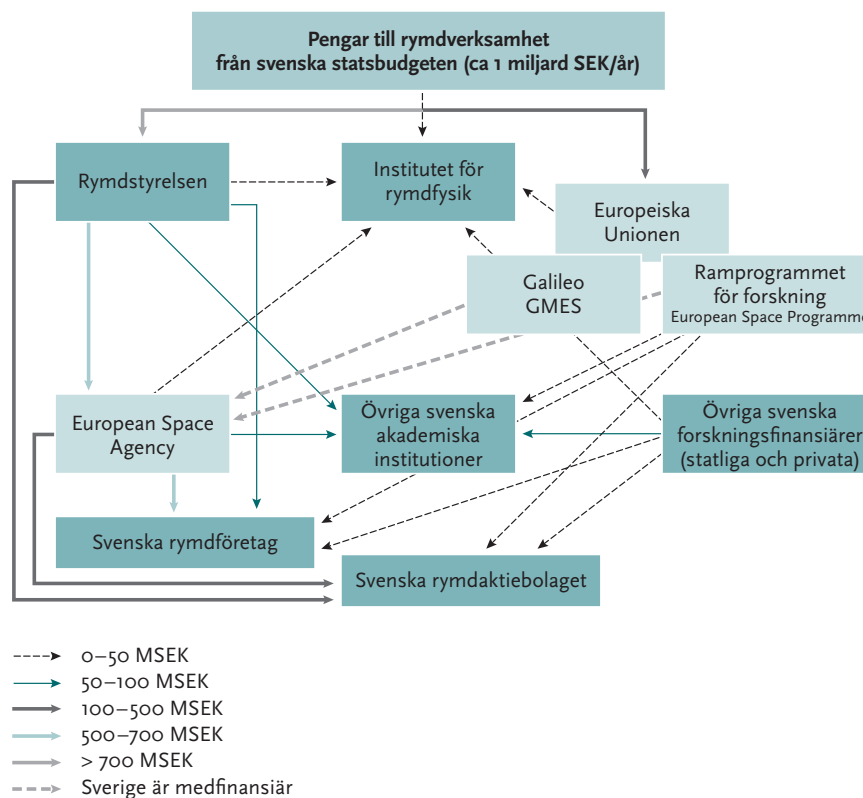 Pengar till rymdverksamhet
från svenska statsbudgeten (ca 1 miljard SEK/år)
Rymdstyrelsen
Institutet för
rymdfysik
Europeiska
Unionen
Galileo
GMES
Ramprogrammet
för forskning
European Space Programme
European Space
Agency
Övriga svenska
akademiska
institutioner
Övriga svenska
forskningsfinansiärer
(statliga och privata)
Svenska rymdföretag
Svenska rymdaktiebolaget
0–50 MSEK
50–100 MSEK
100–500 MSEK
500–700 MSEK
> 700 MSEK
Sverige är medfinansiär